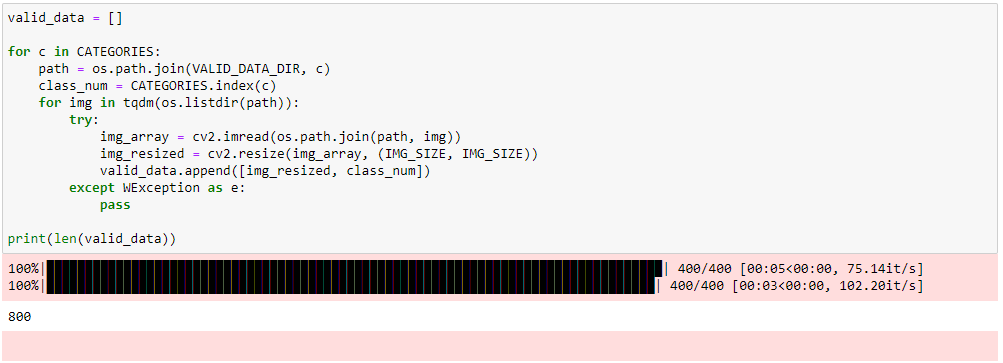 valid_data = []
for c in CATEGORIES:
    path = os.path.join(VALID_DATA_DIR, c)
    class_num = CATEGORIES.index(c)
    for img in tqdm(os.listdir(path)):
        try:
            img_array = cv2.imread(os.path.join(path, img))
            img_resized = cv2.resize(img_array, (IMG_SIZE, IMG_SIZE))
            valid_data.append([img_resized, class_num])
        except WException as e:
            pass
print(len(valid_data))
100%|██████████| 400/400 [00:05<00:00, 75.14it/s]
100%|██████████| 400/400 [00:03<00:00, 102.20it/s]
800